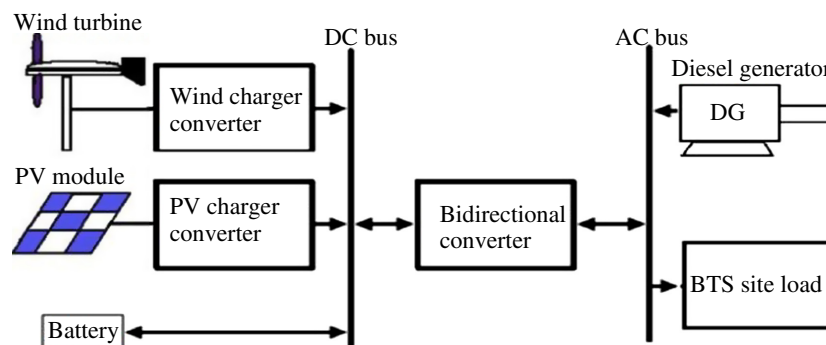 Wind turbine
DC bus
AC bus
Diesel generator
Wind charger
converter
DG
PV module
PV charger
converter
Bidirectional
converter
BTS site load
Battery